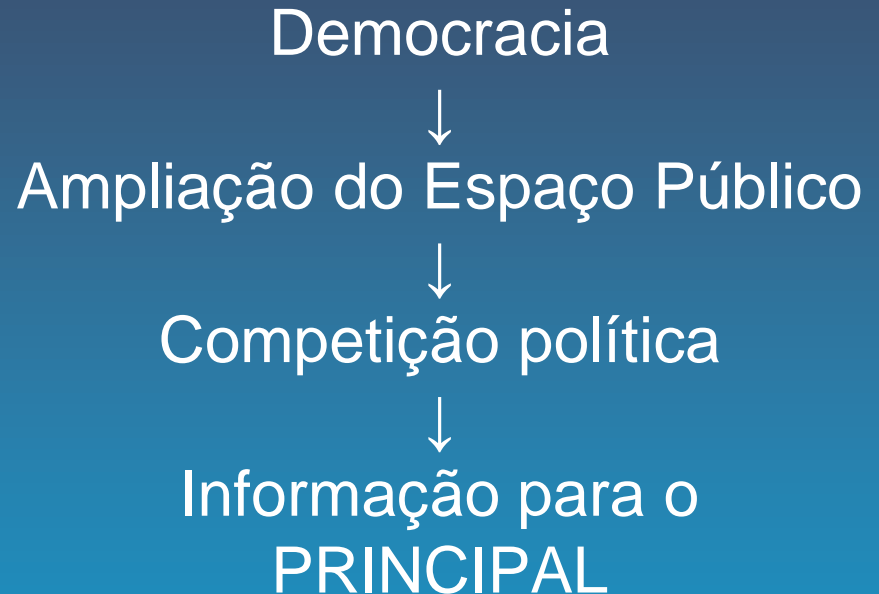 Democracia
↓
Ampliação do Espaço Público
↓
Competição política
↓
Informação para o
PRINCIPAL